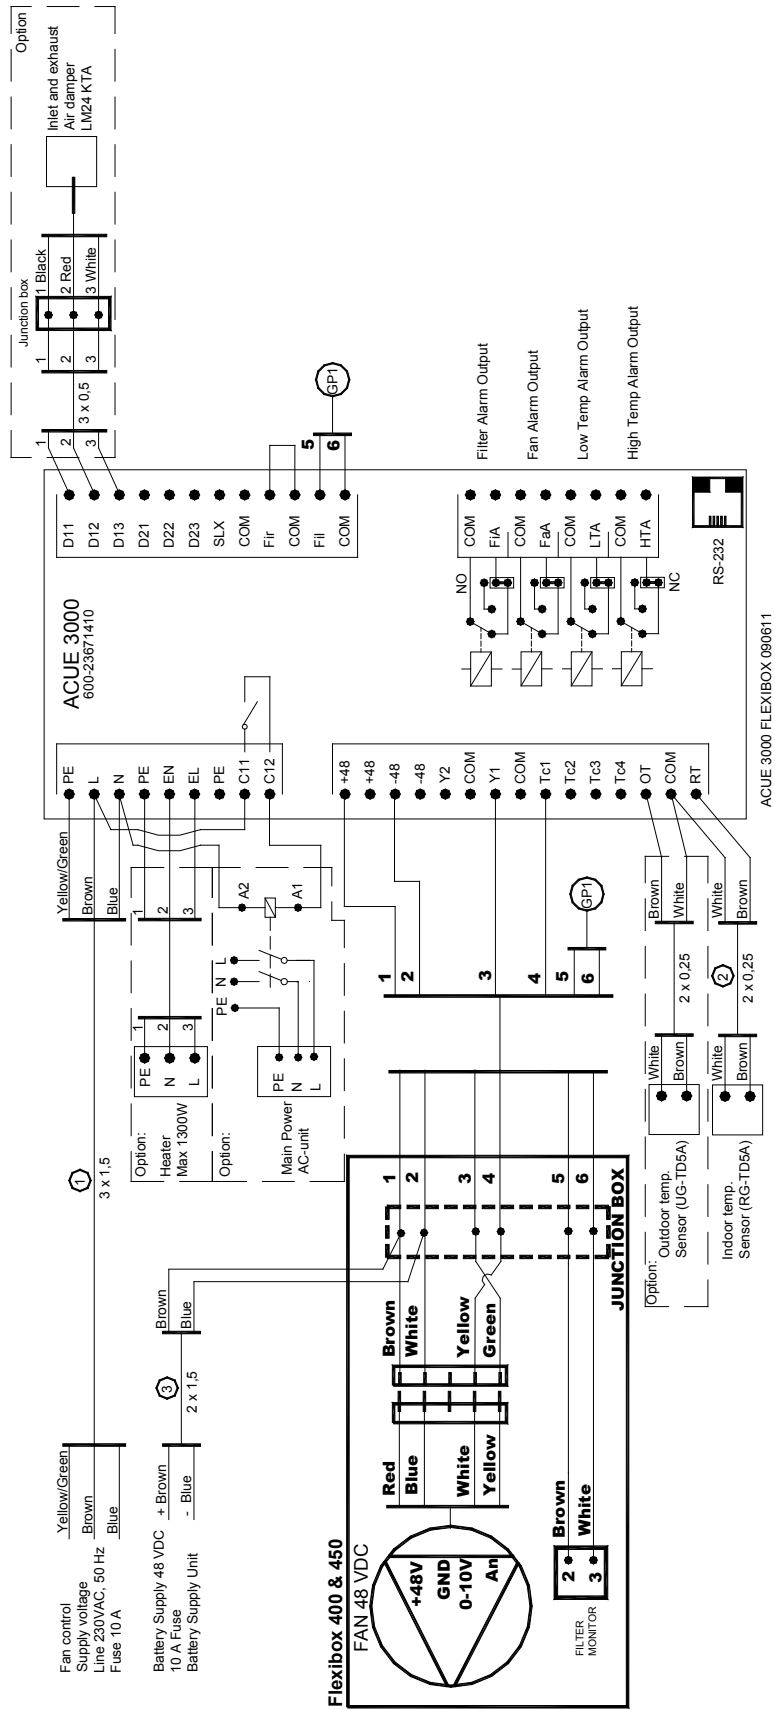 Option
Inlet and exhaust
Air damper
LM24 KTA
Junction box
1 Black
2 Red
3 White
1
2
3
3 x 0,5
1
2
3
D11
D12
D13
D21
D22
D23
SLX
COM
Fir
COM
Fil
COM
5
6
GP1
ACUE 3000
600-23671410
COM
FiA
COM
FaA
COM
LTA
COM
HTA
NO
NC
Filter Alarm Output
Fan Alarm Output
Low Temp Alarm Output
High Temp Alarm Output
RS-232
PE
L
N
PE
EN
EL
PE
C11
C12
+48
+48
-48
-48
Y2
COM
Y1
COM
Tc1
Tc2
Tc3
Tc4
OT
COM
RT
ACUE 3000 FLEXIBOX 090611
Yellow/Green
Brown
Blue
1
2
3
A2
A1
L
N
PE
1
2
3
PE
N
L
Option:
Heater
Max 1300W
PE
N
L
Option:
Main Power
AC-unit
1
3 x 1,5
1
2
3
4
5
6
GP1
Brown
White
2 x 0,25
White
Brown
Option:
Outdoor temp.
Sensor (UG-TD5A)
White
Brown
2
2 x 0,25
White
Brown
Indoor temp.
Sensor (RG-TD5A)
Yellow/Green
Brown
Blue
Fan control
Supply voltage
Line 230VAC, 50 Hz
Fuse 10 A
Brown
Blue
3
2 x 1,5
+ Brown
- Blue
Battery Supply 48 VDC
10 A Fuse
Battery Supply Unit
Flexibox 400 & 450
FAN 48 VDC
+48V
GND
0-10V
An
Red
Blue
White
Yellow
Brown
White
Yellow
Green
1
2
3
4
5
6
JUNCTION BOX
Brown
White
2
3
FILTER
MONITOR